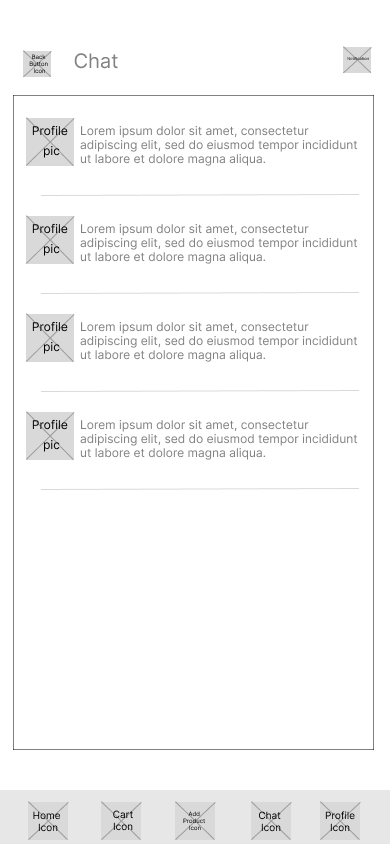 Back
Button
Icon
Chat
Notifications
Profile
pic
Lorem ipsum dolor sit amet, consectetur
adipiscing elit, sed do eiusmod tempor incididunt
ut labore et dolore magna aliqua.
Profile
pic
Lorem ipsum dolor sit amet, consectetur
adipiscing elit, sed do eiusmod tempor incididunt
ut labore et dolore magna aliqua.
Profile
pic
Lorem ipsum dolor sit amet, consectetur
adipiscing elit, sed do eiusmod tempor incididunt
ut labore et dolore magna aliqua.
Profile
pic
Lorem ipsum dolor sit amet, consectetur
adipiscing elit, sed do eiusmod tempor incididunt
ut labore et dolore magna aliqua.
Home
Icon
Cart
Icon
Add
Product
Icon
Chat
Icon
Profile
Icon